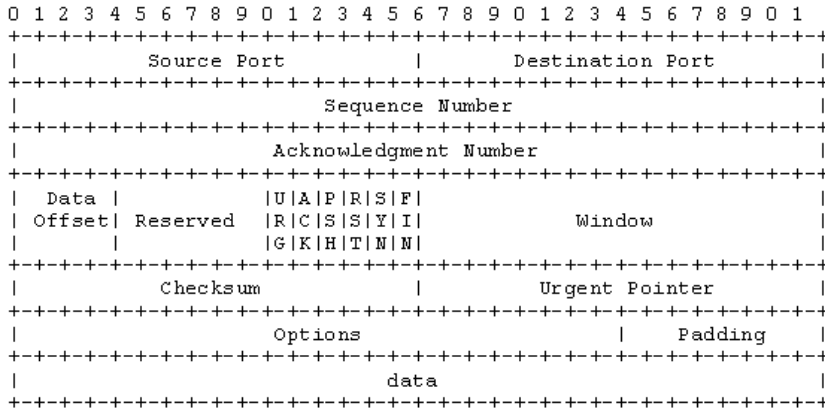 0 1 2 3 4 5 6 7 8 9 0 1 2 3 4 5 6 7 8 9 0 1 2 3 4 5 6 7 8 9 0 1
+-+-+-+-+-+-+-+-+-+-+-+-+-+-+-+-+-+-+-+-+-+-+-+-+-+-+-+-+-+-+-+-+
|          Source Port          |       Destination Port        |
+-+-+-+-+-+-+-+-+-+-+-+-+-+-+-+-+-+-+-+-+-+-+-+-+-+-+-+-+-+-+-+-+
|                        Sequence Number                        |
+-+-+-+-+-+-+-+-+-+-+-+-+-+-+-+-+-+-+-+-+-+-+-+-+-+-+-+-+-+-+-+-+
|                    Acknowledgment Number                      |
+-+-+-+-+-+-+-+-+-+-+-+-+-+-+-+-+-+-+-+-+-+-+-+-+-+-+-+-+-+-+-+-+
|  Data |           |U|A|P|R|S|F|                               |
| Offset| Reserved  |R|C|S|S|Y|I|            Window             |
|       |           |G|K|H|T|N|N|                               |
+-+-+-+-+-+-+-+-+-+-+-+-+-+-+-+-+-+-+-+-+-+-+-+-+-+-+-+-+-+-+-+-+
|           Checksum            |         Urgent Pointer        |
+-+-+-+-+-+-+-+-+-+-+-+-+-+-+-+-+-+-+-+-+-+-+-+-+-+-+-+-+-+-+-+-+
|                    Options                    |    Padding    |
+-+-+-+-+-+-+-+-+-+-+-+-+-+-+-+-+-+-+-+-+-+-+-+-+-+-+-+-+-+-+-+-+
|                             data                              |
+-+-+-+-+-+-+-+-+-+-+-+-+-+-+-+-+-+-+-+-+-+-+-+-+-+-+-+-+-+-+-+-+